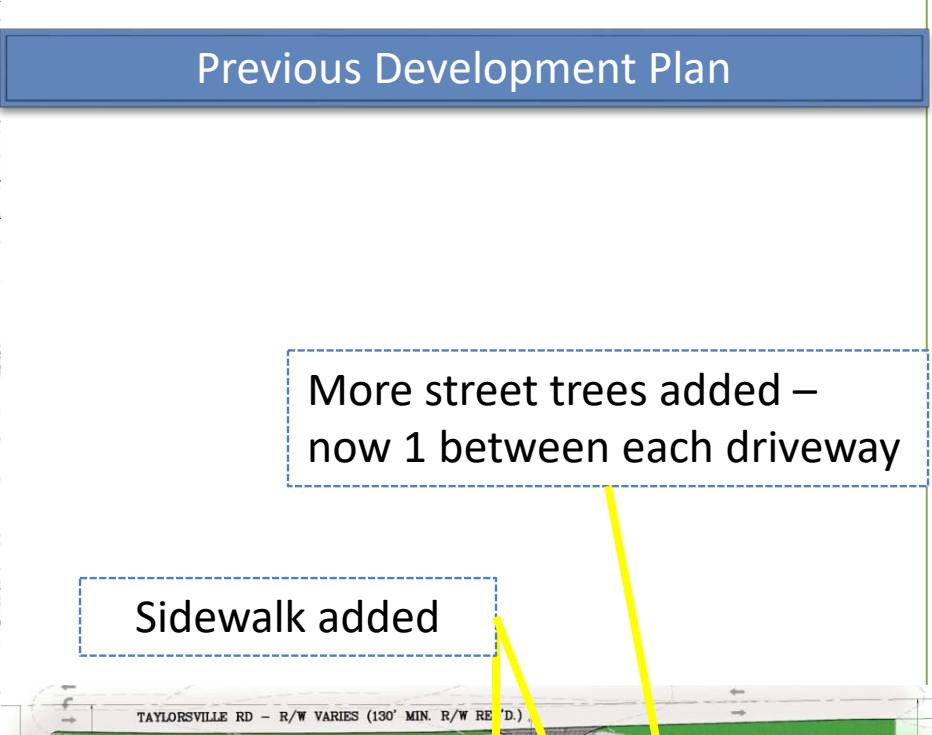 Previous Development Plan
More street trees added –
now 1 between each driveway
Sidewalk added
TAYLORSVILLE RD – R/W VARIES (130' MIN. R/W